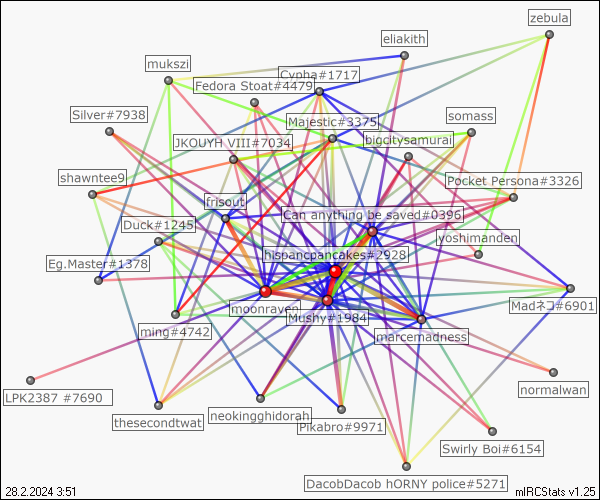 zebula
eliakith
mukszi
Cypha#1717
Fedora Stoat#4479
Silver#7938
Majestic#3375
somass
JKOUYH VIII#7034
bigcitysamurai
shawntee9
Pocket Persona#3326
frisout
Can anything be saved#0396
Duck#1245
yoshimanden
hispanicpancakes#2928
Eg.Master#1378
moonraven
Mushy#1984
Madネコ#6901
ming#4742
marcemadness
LPK2387 #7690
normalwan
thesecondtwat
neokingghidorah
Pikabro#9971
Swirly Boi#6154
DacobDacob hORNY police#5271
28.2.2024 3:51
mIRCStats v1.25